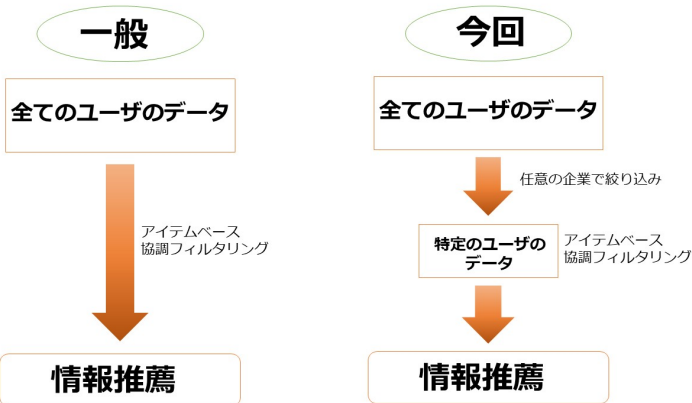 一般
全てのユーザのデータ
アイテムベース
協調フィルタリング
情報推薦
今回
全てのユーザのデータ
任意の企業で絞り込み
特定のユーザの
データ
アイテムベース
協調フィルタリング
情報推薦